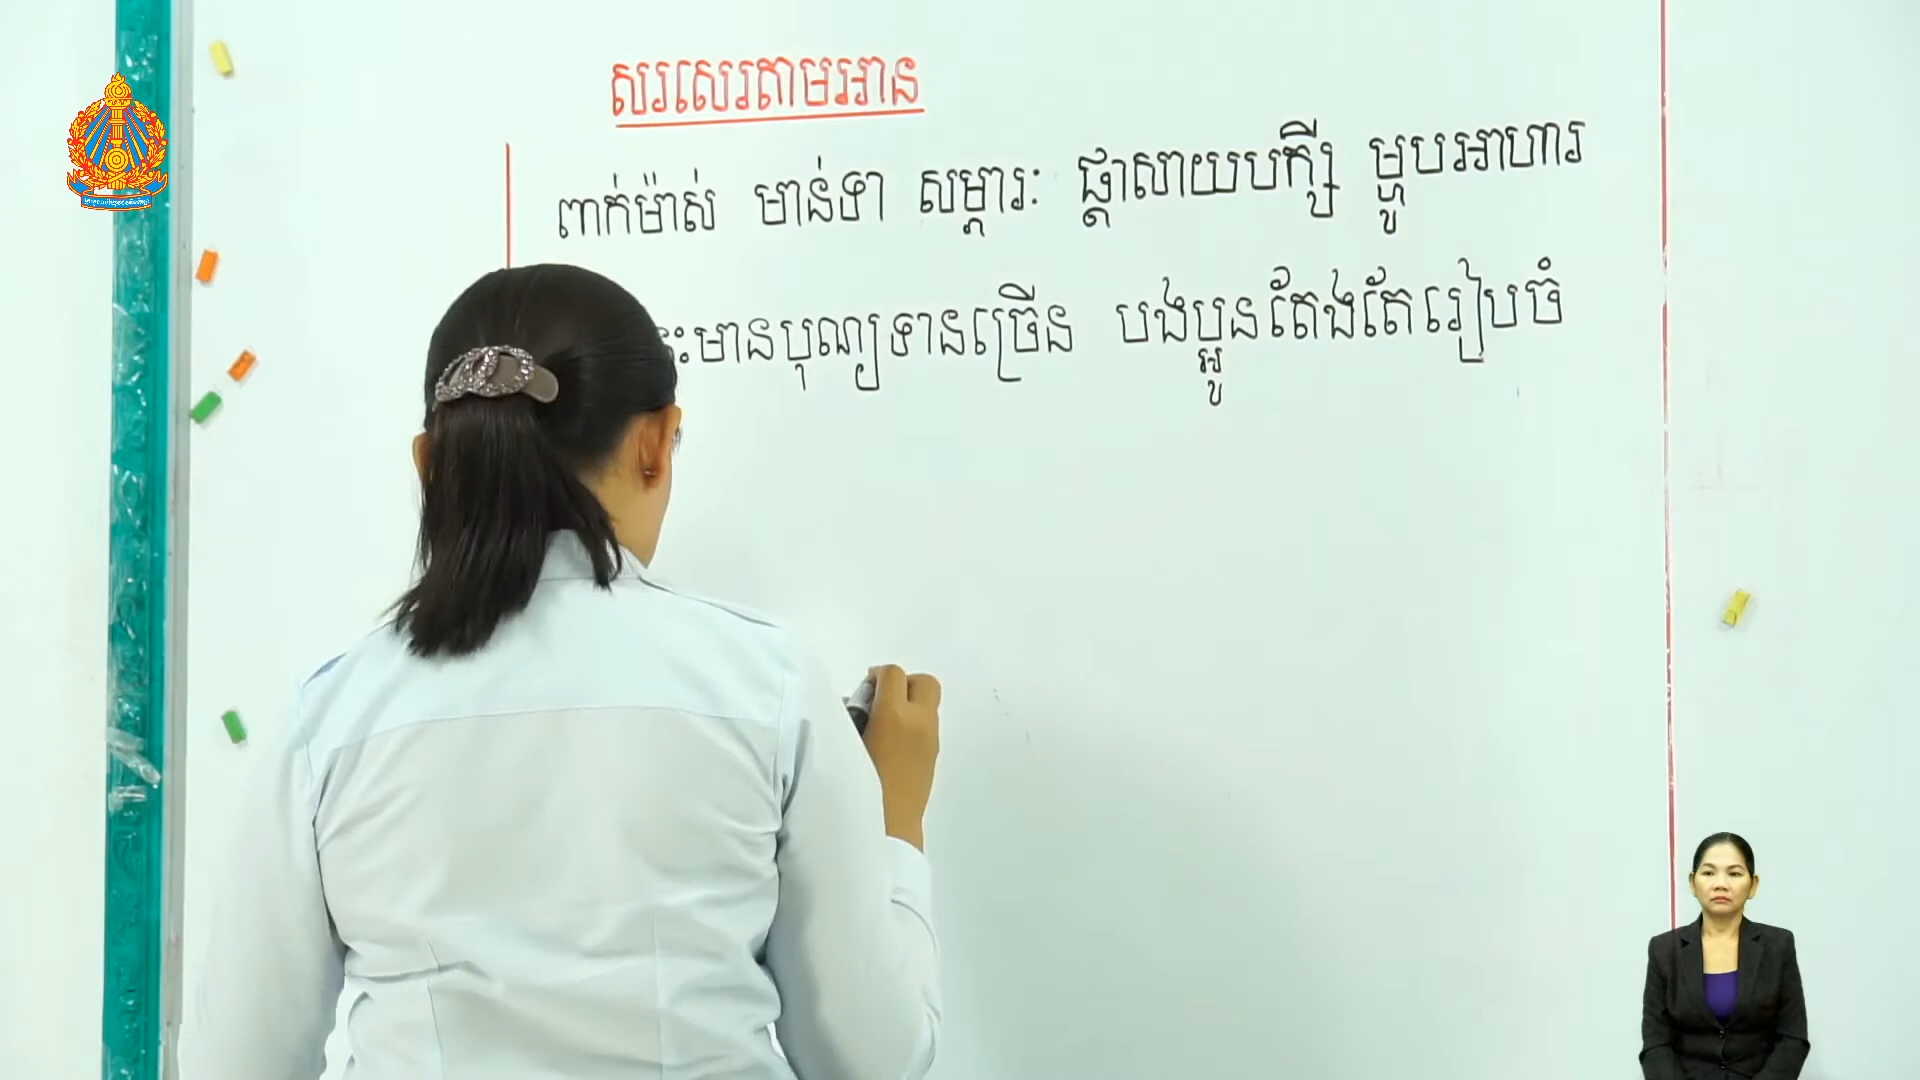 សរសេរតាមអាន
ពាក់ម៉ាស់ មាន់ទា សម្ភារៈ ផ្ដាសាយបក្សី ម្ហូបអាហារ
មានបុណ្យទានច្រើន បងប្អូនតែងតែរៀបចំ